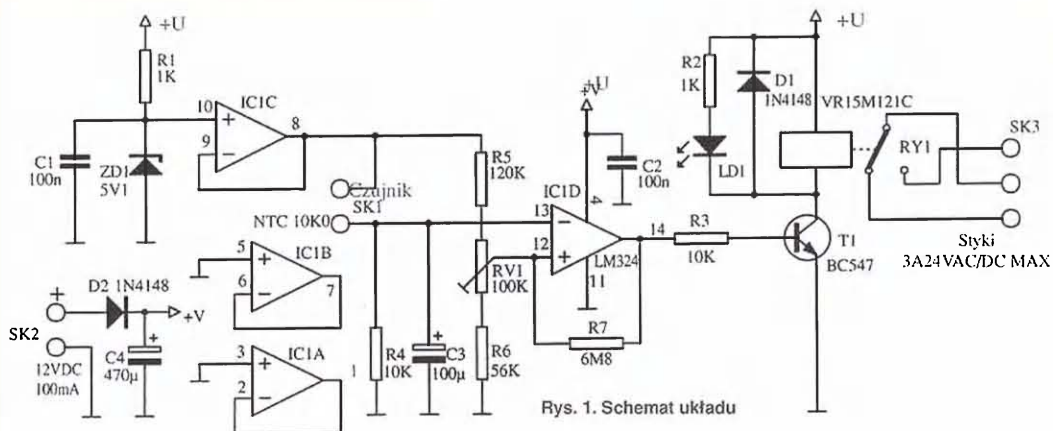 +U
R1
1K
10
9
IC1C
8
C1
100n
ZD1
5V1
Czujnik
SK1
NTC 10K0
R5
120K
+U
+V
C2
100n
IC1D
4
13
12
14
11
LM324
RV1
100K
R3
10K
R7
6M8
R4
10K
C3
100µ
+
R6
56K
5
6
IC1B
7
3
2
IC1A
1
D2 1N4148
+
+V
+
SK2
12VDC
100mA
C4
470µ
+U
R2
1K
D1
1N4148
LD1
VR15M121C
RY1
SK3
T1
BC547
Styki
3A24VAC/DC MAX
Rys. 1. Schemat układu